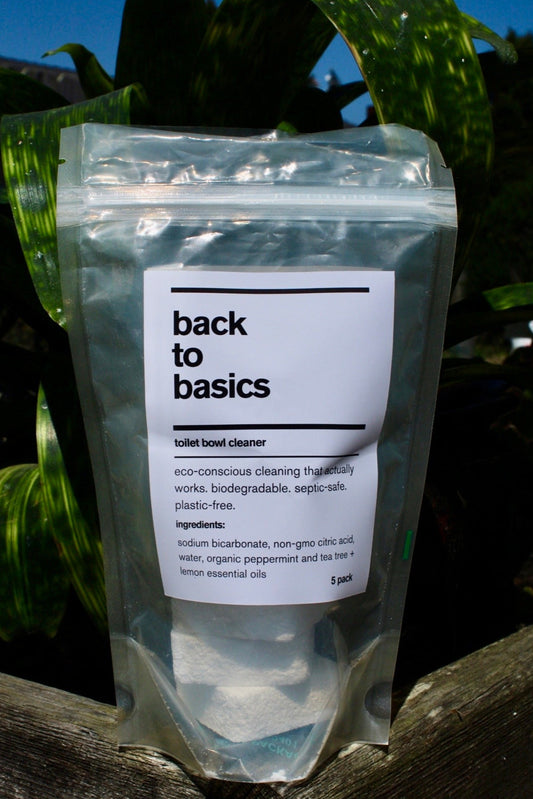 back
to
basics
toilet bowl cleaner
eco-conscious cleaning that actually
works. biodegradable. septic-safe.
plastic-free.
ingredients:
sodium bicarbonate, non-gmo citric acid,
water, organic peppermint and tea tree +
lemon essential oils
5 pack